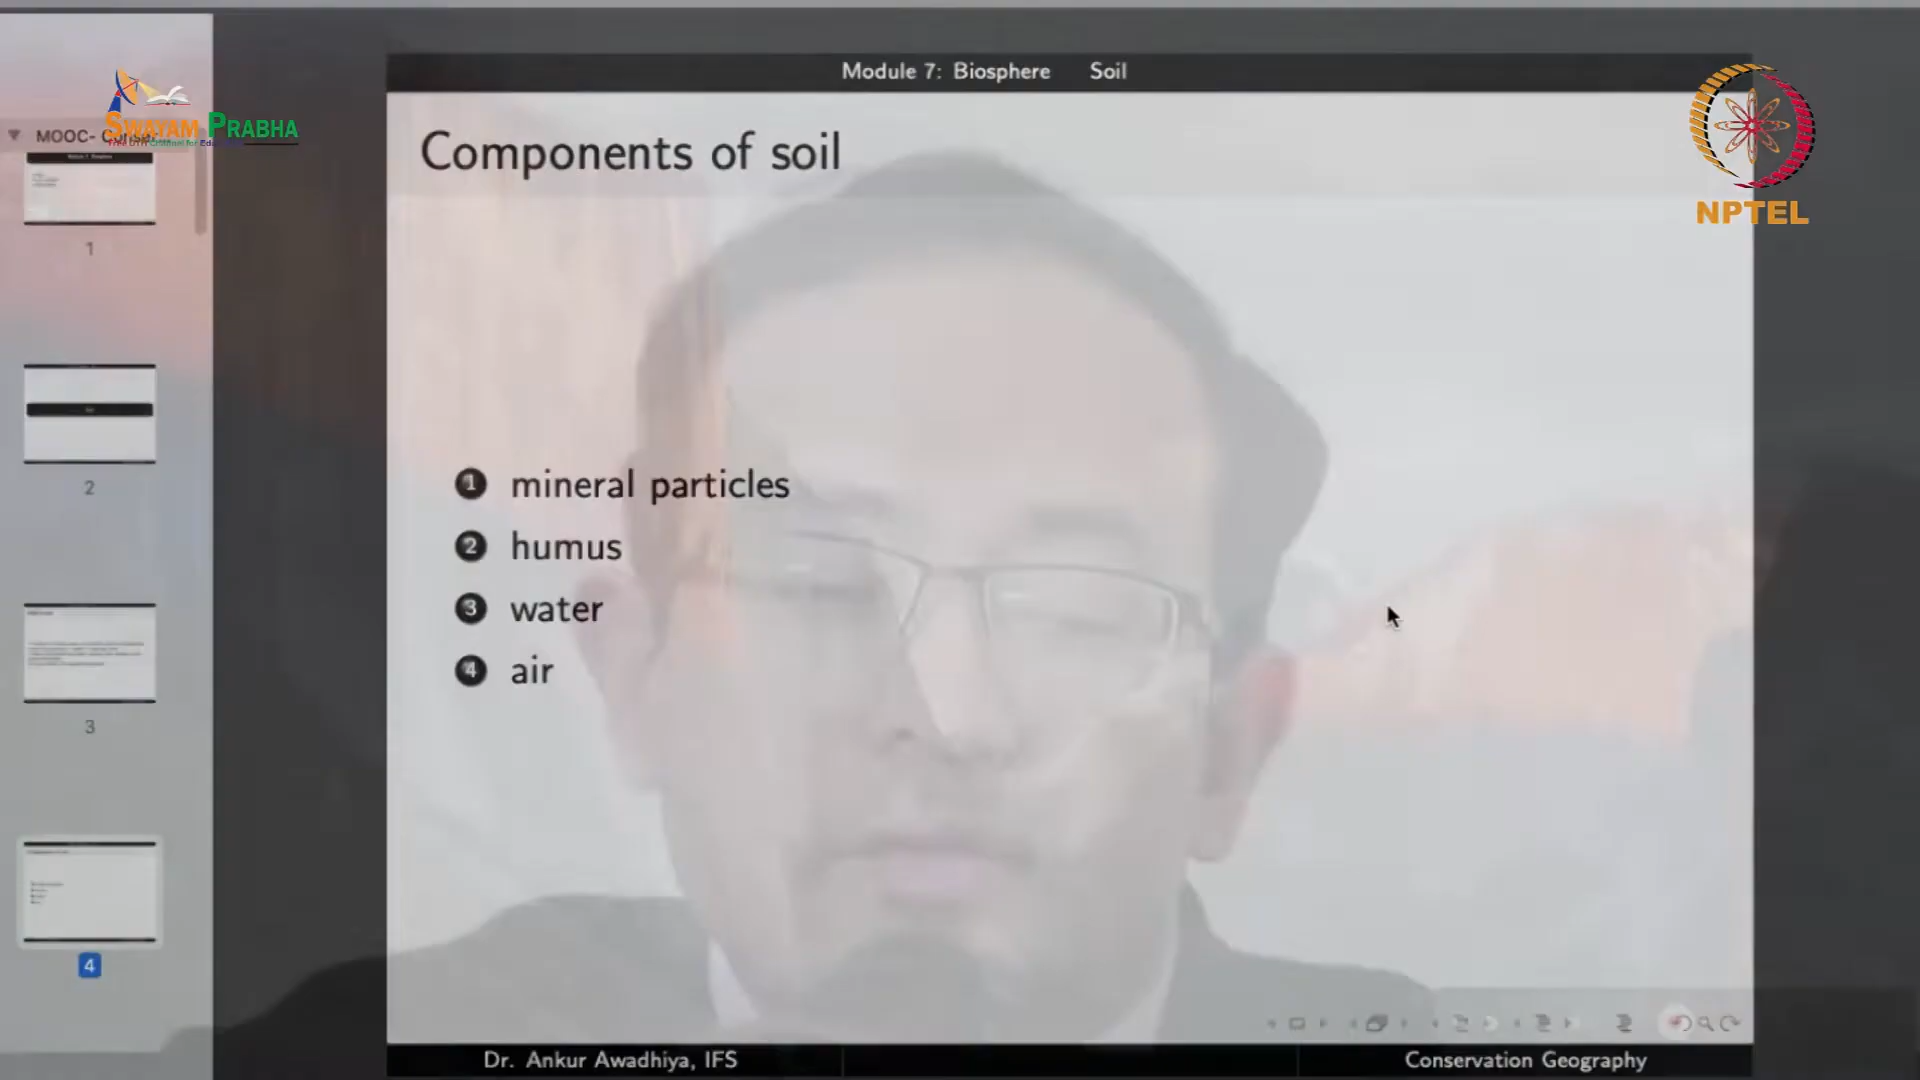 Module 7: Biosphere Soil
SWAYAM PRABHA
MOOC-
NPTEL
Components of soil
1 mineral particles
2 humus
3 water
4 air
1
2
3
4
Dr. Ankur Awadhiya, IFS
Conservation Geography